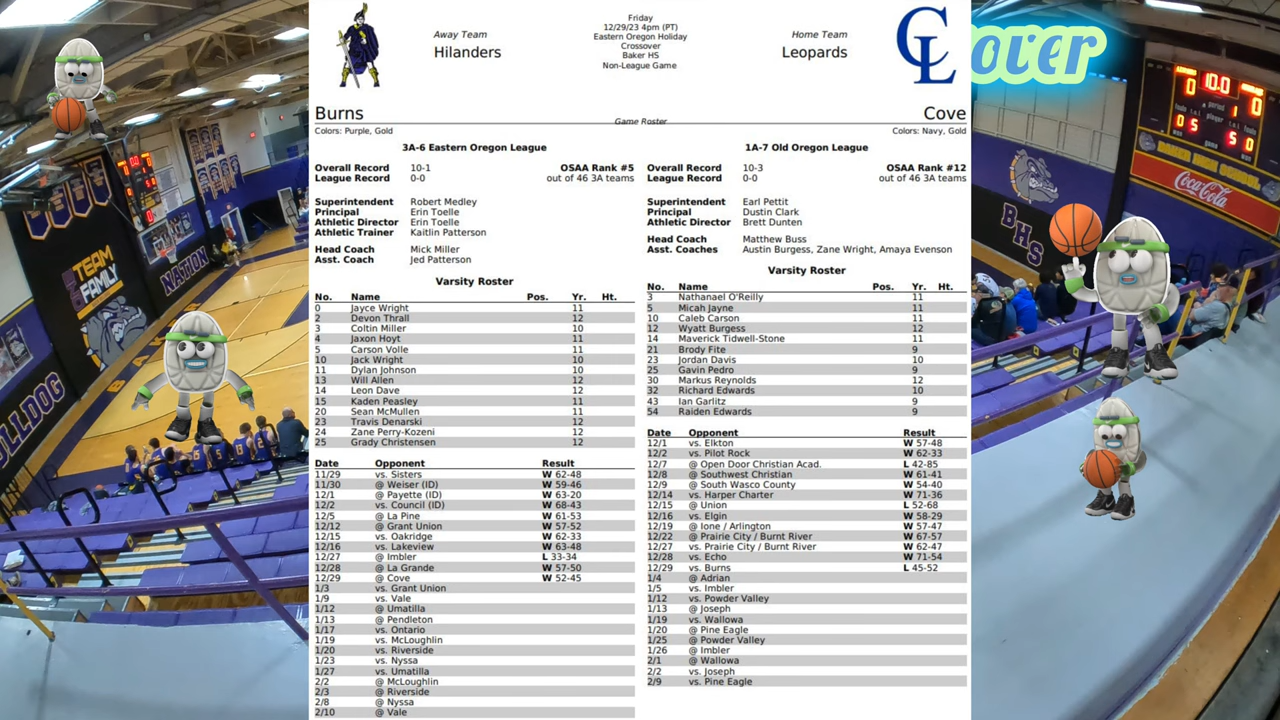 Away Team
Hilanders
Friday
12/29/23 4pm (PT)
Eastern Oregon Holiday
Crossover
Baker HS
Non-League Game
Home Team
Leopards
CL
Burns
Game Roster
Cove
Colors: Purple, Gold
Colors: Navy, Gold
3A-6 Eastern Oregon League
Overall Record 10-1 OSAA Rank #5
League Record 0-0 out of 46 3A teams
Superintendent Robert Medley
Principal Erin Toelle
Athletic Director Erin Toelle
Athletic Trainer Kaitlin Patterson
Head Coach Mick Miller
Asst. Coach Jed Patterson
Varsity Roster
No. Name Pos. Yr. Ht.
0 Jayce Wright 11
2 Devon Thrall 12
3 Coltin Miller 10
4 Jaxon Hoyt 11
5 Carson Volle 11
10 Jack Wright 10
11 Dylan Johnson 10
13 Will Allen 12
14 Leon Dave 12
15 Kaden Peasley 11
20 Sean McMullen 11
23 Travis Denarski 12
24 Zane Perry-Kozeni 12
25 Grady Christensen 12
Date Opponent Result
11/29 vs. Sisters W 62-48
11/30 @ Weiser (ID) W 59-46
12/1 @ Payette (ID) W 63-20
12/2 vs. Council (ID) W 68-43
12/5 @ La Pine W 61-53
12/12 @ Grant Union W 57-52
12/15 vs. Oakridge W 62-33
12/16 vs. Lakeview W 63-48
12/27 @ Imbler L 33-34
12/28 @ La Grande W 57-50
12/29 @ Cove W 52-45
1/3 vs. Grant Union
1/9 vs. Vale
1/12 @ Umatilla
1/13 @ Pendleton
1/17 vs. Ontario
1/19 vs. McLoughlin
1/20 vs. Riverside
1/23 vs. Nyssa
1/27 vs. Umatilla
2/2 @ McLoughlin
2/3 @ Riverside
2/8 @ Nyssa
2/10 @ Vale
1A-7 Old Oregon League
Overall Record 10-3 OSAA Rank #12
League Record 0-0 out of 46 3A teams
Superintendent Earl Pettit
Principal Dustin Clark
Athletic Director Brett Dunten
Head Coach Matthew Buss
Asst. Coaches Austin Burgess, Zane Wright, Amaya Evenson
Varsity Roster
No. Name Pos. Yr. Ht.
3 Nathanael O'Reilly 11
5 Micah Jayne 11
10 Caleb Carson 11
12 Wyatt Burgess 12
14 Maverick Tidwell-Stone 11
21 Brody Fite 9
23 Jordan Davis 10
25 Gavin Pedro 9
30 Markus Reynolds 12
32 Richard Edwards 10
43 Ian Garlitz 9
54 Raiden Edwards 9
Date Opponent Result
12/1 vs. Elkton W 57-48
12/2 vs. Pilot Rock W 62-33
12/7 @ Open Door Christian Acad. L 42-85
12/8 @ Southwest Christian W 61-41
12/9 @ South Wasco County W 54-40
12/14 vs. Harper Charter W 71-36
12/15 @ Union L 52-68
12/16 vs. Elgin W 58-29
12/19 @ Ione / Arlington W 57-47
12/22 @ Prairie City / Burnt River W 67-57
12/27 vs. Prairie City / Burnt River W 62-47
12/28 vs. Echo W 71-54
12/29 vs. Burns L 45-52
1/4 @ Adrian
1/5 vs. Imbler
1/12 vs. Powder Valley
1/13 @ Joseph
1/19 vs. Wallowa
1/20 @ Pine Eagle
1/25 @ Powder Valley
1/26 @ Imbler
2/1 @ Wallowa
2/2 vs. Joseph
2/9 vs. Pine Eagle
TEAM
FAMILY
NATION
BULLDOG
over
10.0
0 1 0
0 5 5 0
BAKER HIGH SCHOOL
Coca-Cola
BHS